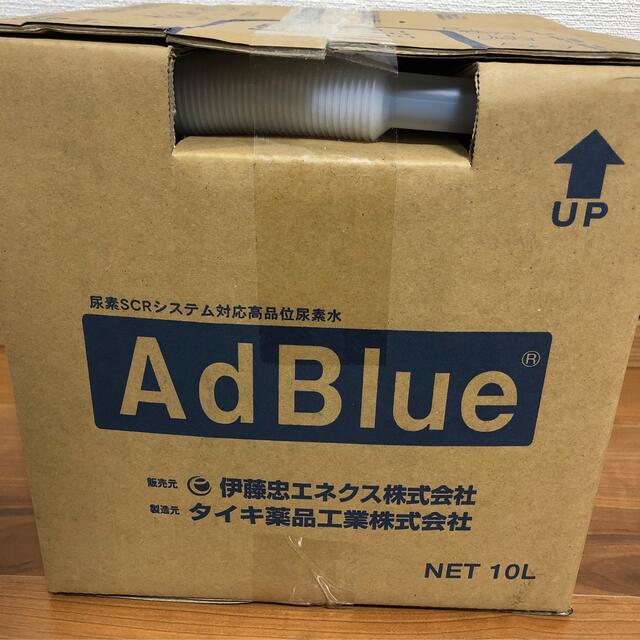 UP
尿素SCRシステム対応高品位尿素水
AdBlue®
販売元 伊藤忠エネクス株式会社
製造元 タイキ薬品工業株式会社
NET 10L